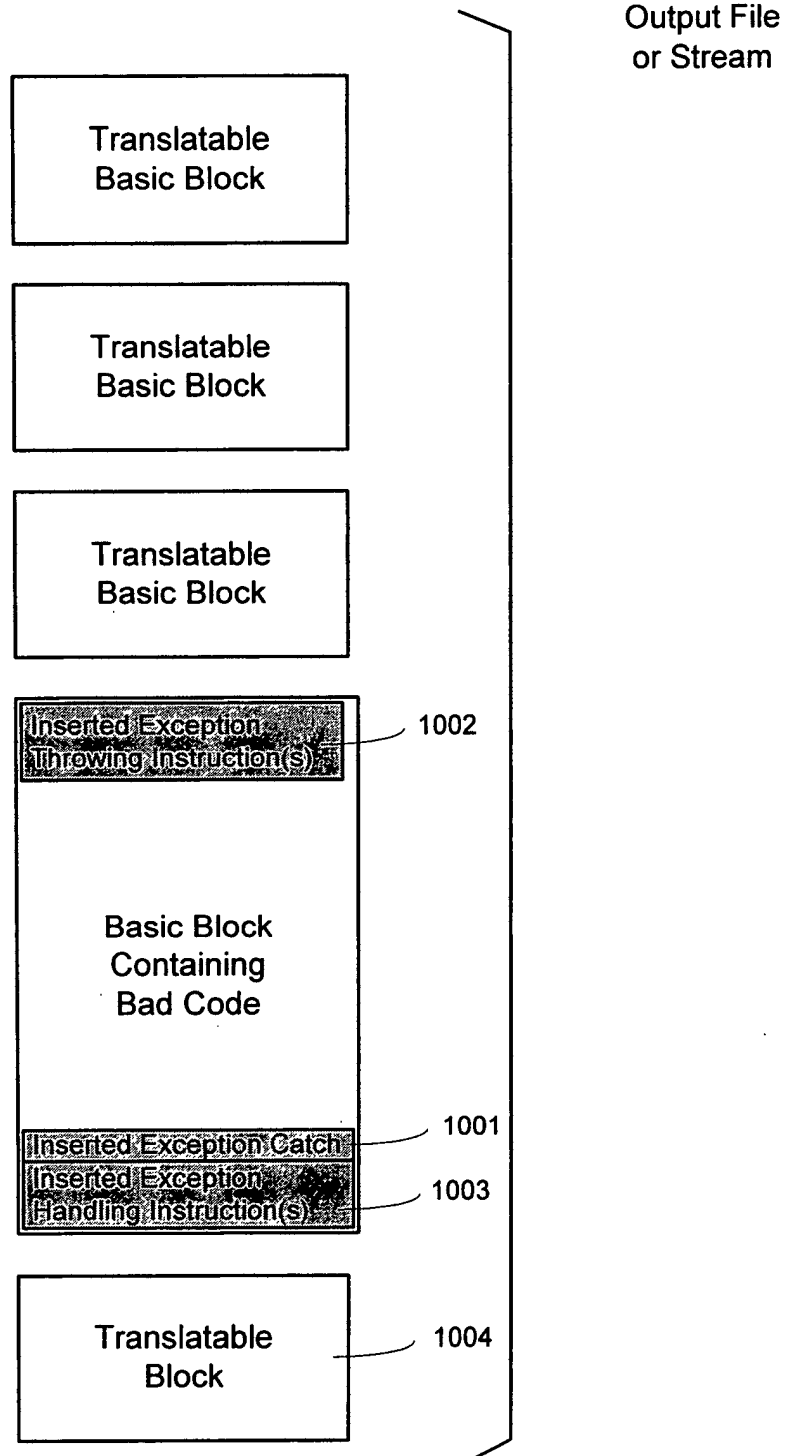 Output File
or Stream
Translatable
Basic Block
Translatable
Basic Block
Translatable
Basic Block
Inserted Exception
Throwing Instruction(s)
1002
Basic Block
Containing
Bad Code
Inserted Exception Catch
1001
Inserted Exception
Handling Instruction(s)
1003
Translatable
Block
1004